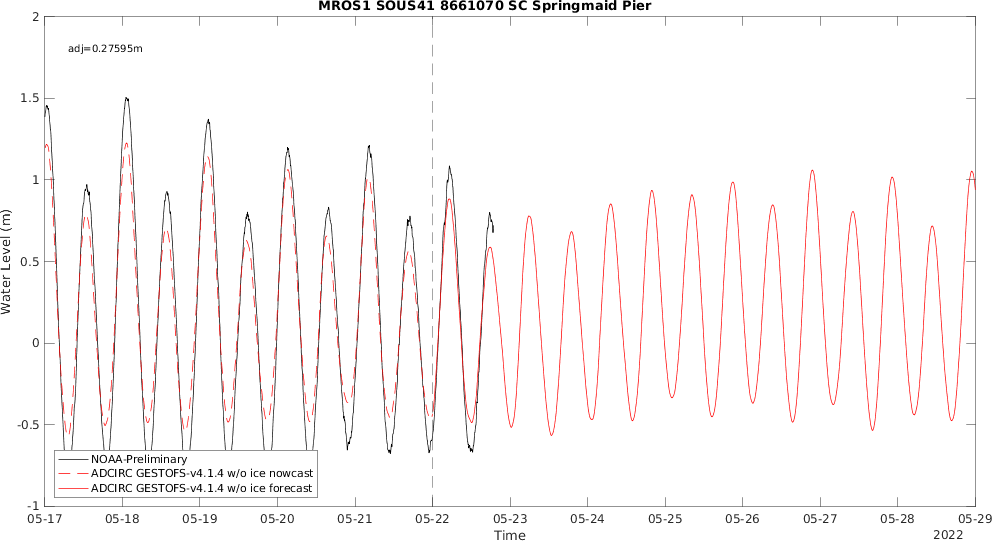 MROS1 SOUS41 8661070 SC Springmaid Pier
adj=0.27595m
Water Level (m)
2
1.5
1
0.5
0
-0.5
-1
NOAA-Preliminary
ADCIRC GESTOFS-v4.1.4 w/o ice nowcast
ADCIRC GESTOFS-v4.1.4 w/o ice forecast
05-17 05-18 05-19 05-20 05-21 05-22 05-23 05-24 05-25 05-26 05-27 05-28 05-29
Time
2022